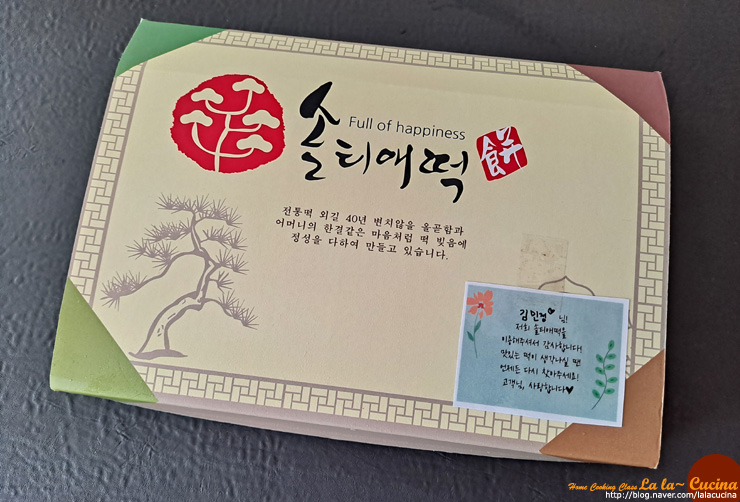 Full of happiness
솔티애떡
餠
전통떡 외길 40년 변치않을 올곧함과
어머니의 한결같은 마음처럼 떡 빚음에
정성을 다하여 만들고 있습니다.
김민경♥ 님!
저희 솔티애떡을
이용해주셔서 감사합니다!
맛있는 떡이 생각나실 땐
언제든 다시 찾아주세요!
고객님, 사랑합니다♥
Home Cooking Class La la~ Cucina
http://blog.naver.com/lalacucina